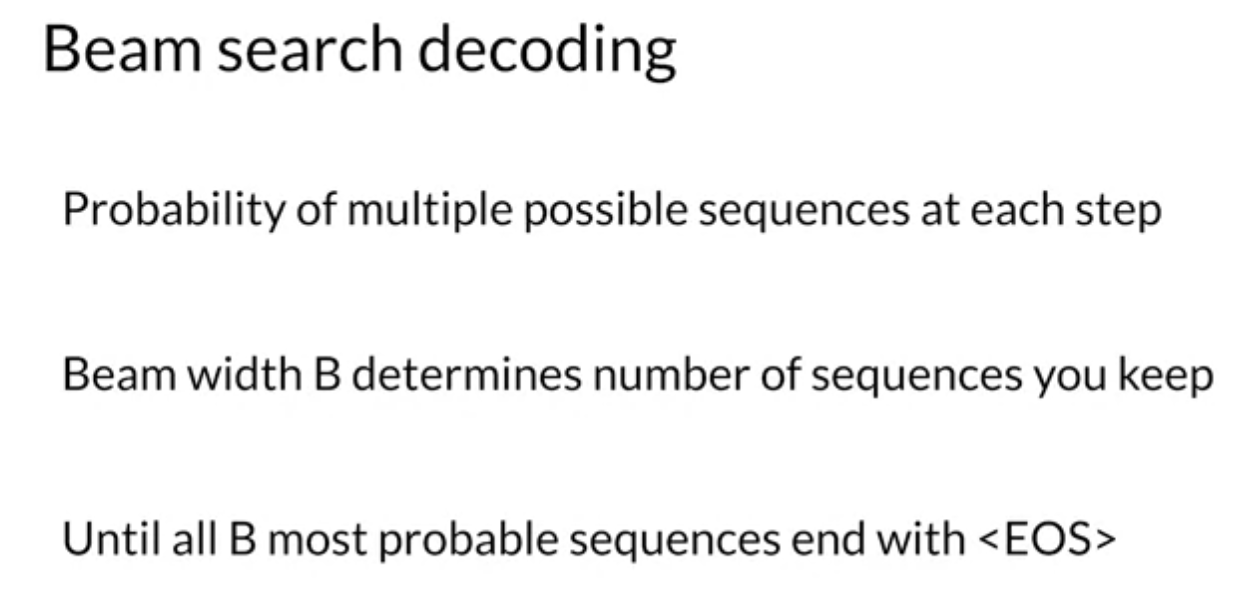 Beam search decoding
Probability of multiple possible sequences at each step
Beam width B determines number of sequences you keep
Until all B most probable sequences end with <EOS>